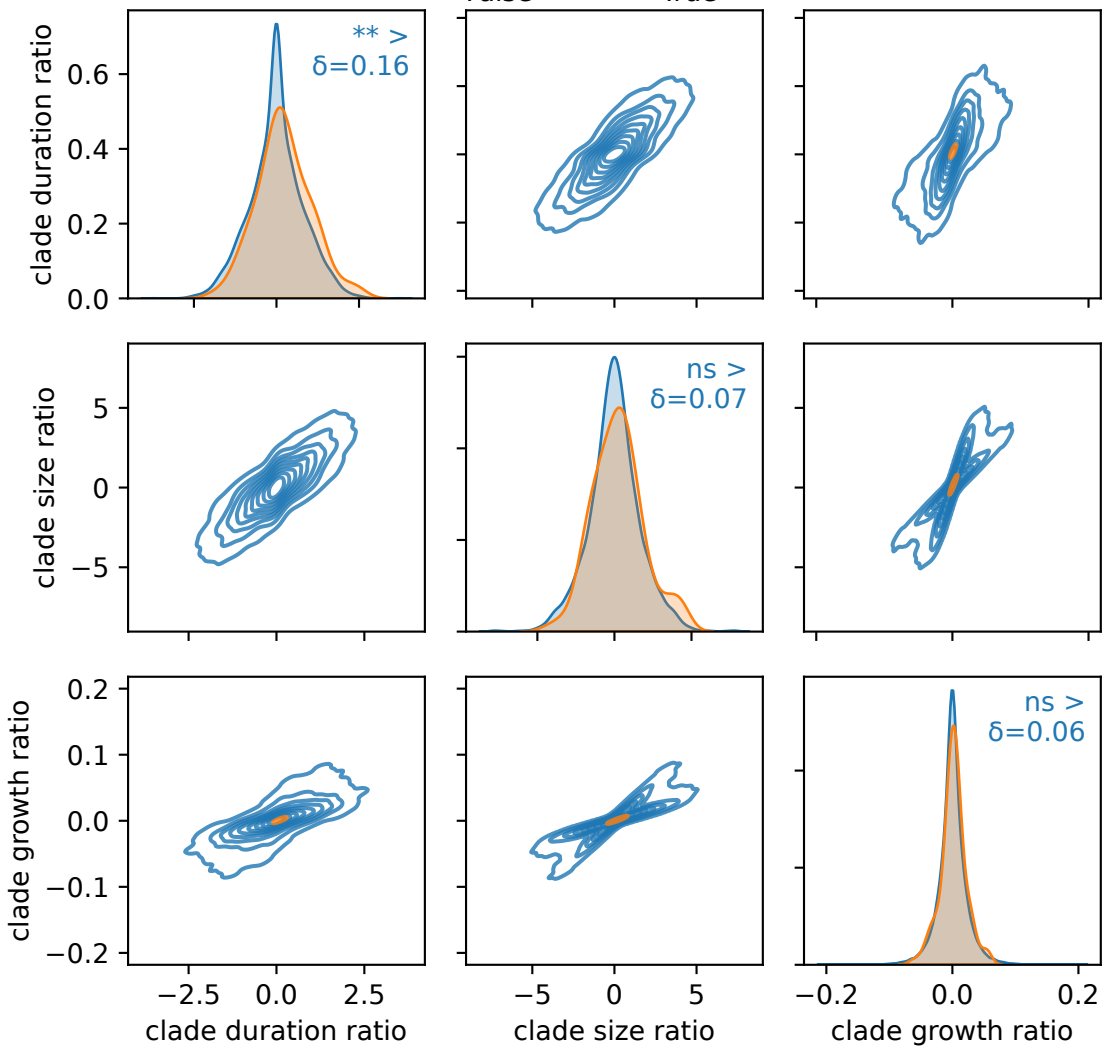 clade duration ratio
0.6
0.4
0.2
0.0
** >
δ=0.16
clade size ratio
5
0
−5
ns >
δ=0.07
clade growth ratio
0.2
0.1
0.0
−0.1
−0.2
ns >
δ=0.06
−2.5 0.0 2.5
−5 0 5
−0.2 0.0 0.2
clade duration ratio
clade size ratio
clade growth ratio